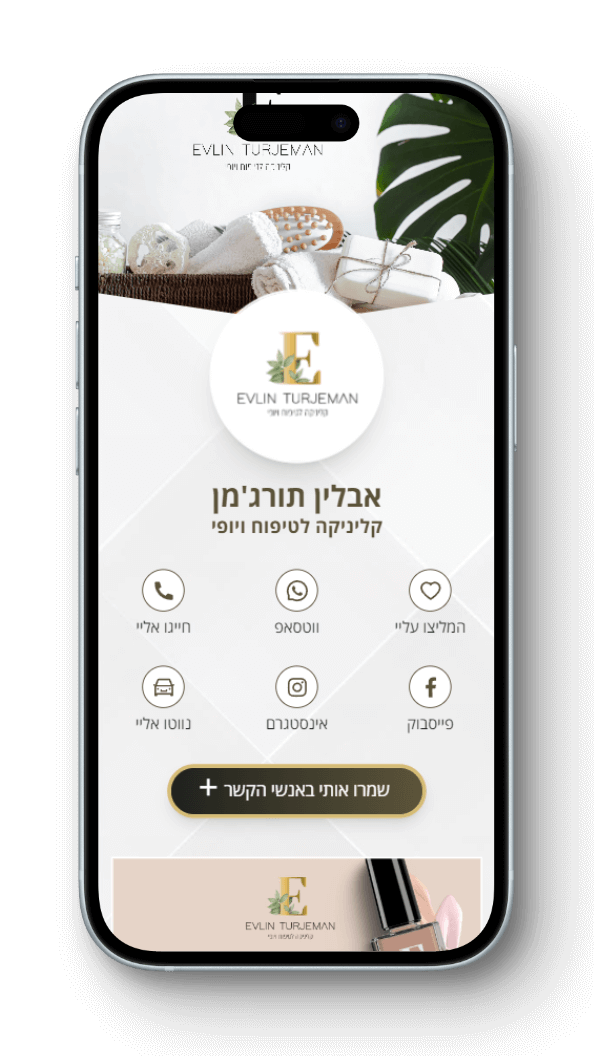 EVLIN TURJEMAN
קליניקה לטיפוח ויופי
E
EVLIN TURJEMAN
קליניקה לטיפוח ויופי
אבלין תורג'מן
קליניקה לטיפוח ויופי
המליצו עליי
ווטסאפ
חייגו אליי
פייסבוק
אינסטגרם
נווטו אליי
שמרו אותי באנשי הקשר +
E
EVLIN TURJEMAN
קליניקה לטיפוח ויופי
E